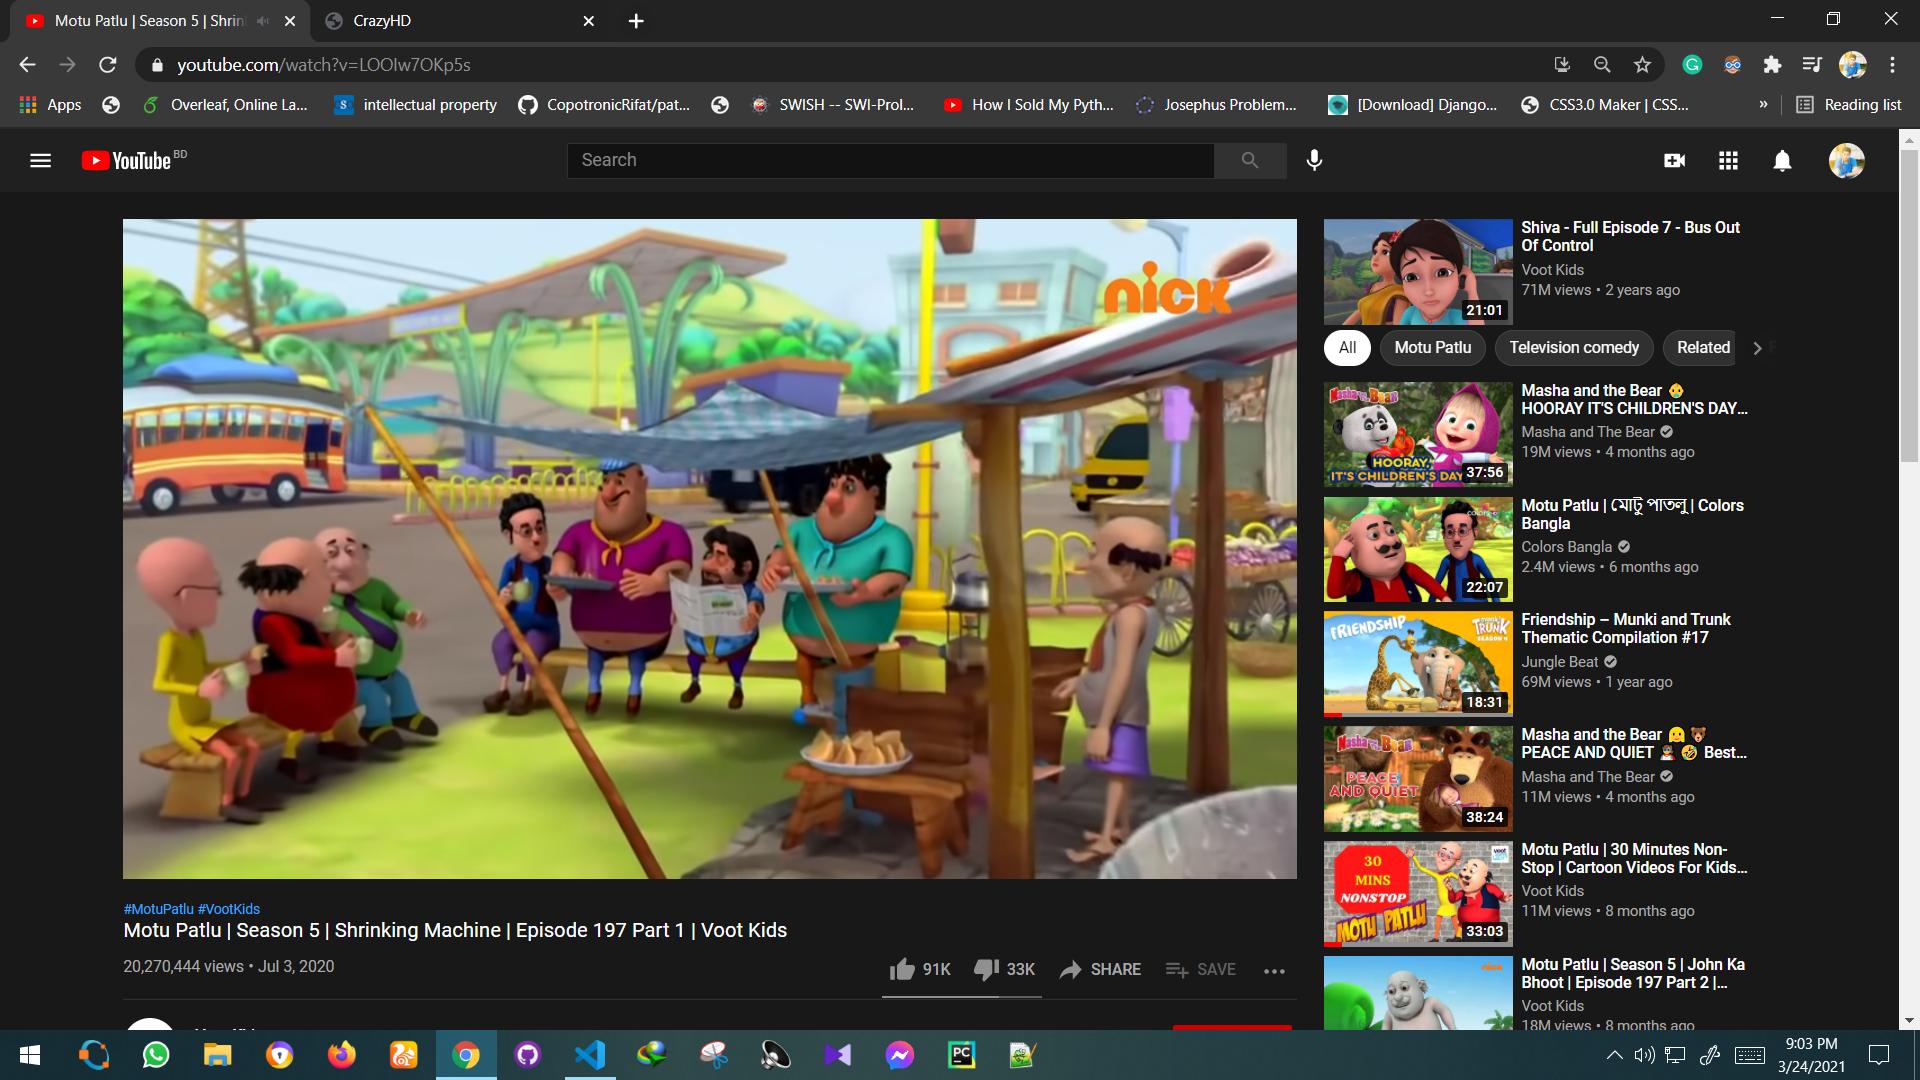 Motu Patlu | Season 5 | Shrin
CrazyHD
youtube.com/watch?v=LOOIw7OKp5s
Apps
Overleaf, Online La...
intellectual property
CopotronicRifat/pat...
SWISH -- SWI-Prol...
How I Sold My Pyth...
Josephus Problem...
[Download] Django...
CSS3.0 Maker | CSS...
»
Reading list
YouTube BD
Search
nick
Shiva - Full Episode 7 - Bus Out
Of Control
Voot Kids
71M views • 2 years ago
21:01
All
Motu Patlu
Television comedy
Related
Masha and the Bear 👶
HOORAY IT'S CHILDREN'S DAY...
Masha and The Bear
19M views • 4 months ago
Masha and the Bear
HOORAY,
IT'S CHILDREN'S DAY
37:56
Motu Patlu | মোটু পাতলু | Colors
Bangla
Colors Bangla
2.4M views • 6 months ago
22:07
Friendship – Munki and Trunk
Thematic Compilation #17
Jungle Beat
69M views • 1 year ago
FRIENDSHIP
TRUNK
18:31
Masha and the Bear 👱‍♀️🐻
PEACE AND QUIET 🤣 Best...
Masha and The Bear
11M views • 4 months ago
PEACE
AND QUIET
38:24
Motu Patlu | 30 Minutes Non-
Stop | Cartoon Videos For Kids...
Voot Kids
11M views • 8 months ago
30
MINS
NONSTOP
MOTU PATLU
33:03
Motu Patlu | Season 5 | John Ka
Bhoot | Episode 197 Part 2 |...
Voot Kids
18M views • 8 months ago
nick
#MotuPatlu #VootKids
Motu Patlu | Season 5 | Shrinking Machine | Episode 197 Part 1 | Voot Kids
20,270,444 views • Jul 3, 2020
91K
33K
SHARE
SAVE
9:03 PM
3/24/2021